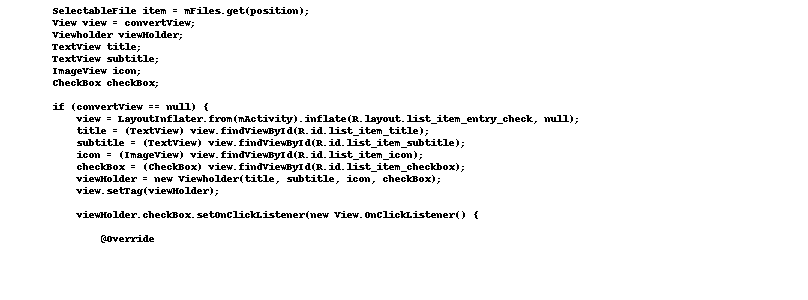 SelectableFile item = mFiles.get(position);
View view = convertView;
Viewholder viewHolder;
TextView title;
TextView subtitle;
ImageView icon;
CheckBox checkBox;
if (convertView == null) {
view = LayoutInflater.from(mActivity).inflate(R.layout.list_item_entry_check, null);
title = (TextView) view.findViewById(R.id.list_item_title);
subtitle = (TextView) view.findViewById(R.id.list_item_subtitle);
icon = (ImageView) view.findViewById(R.id.list_item_icon);
checkBox = (CheckBox) view.findViewById(R.id.list_item_checkbox);
viewHolder = new Viewholder(title, subtitle, icon, checkBox);
view.setTag(viewHolder);
viewHolder.checkBox.setOnClickListener(new View.OnClickListener() {
@Override